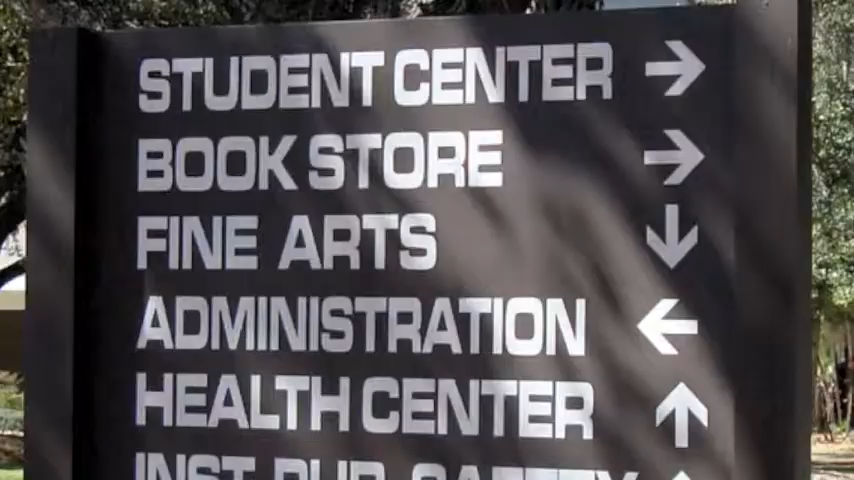 STUDENT CENTER →
BOOK STORE →
FINE ARTS ↓
ADMINISTRATION ←
HEALTH CENTER ↑
INST. PUB. SAFETY ↑